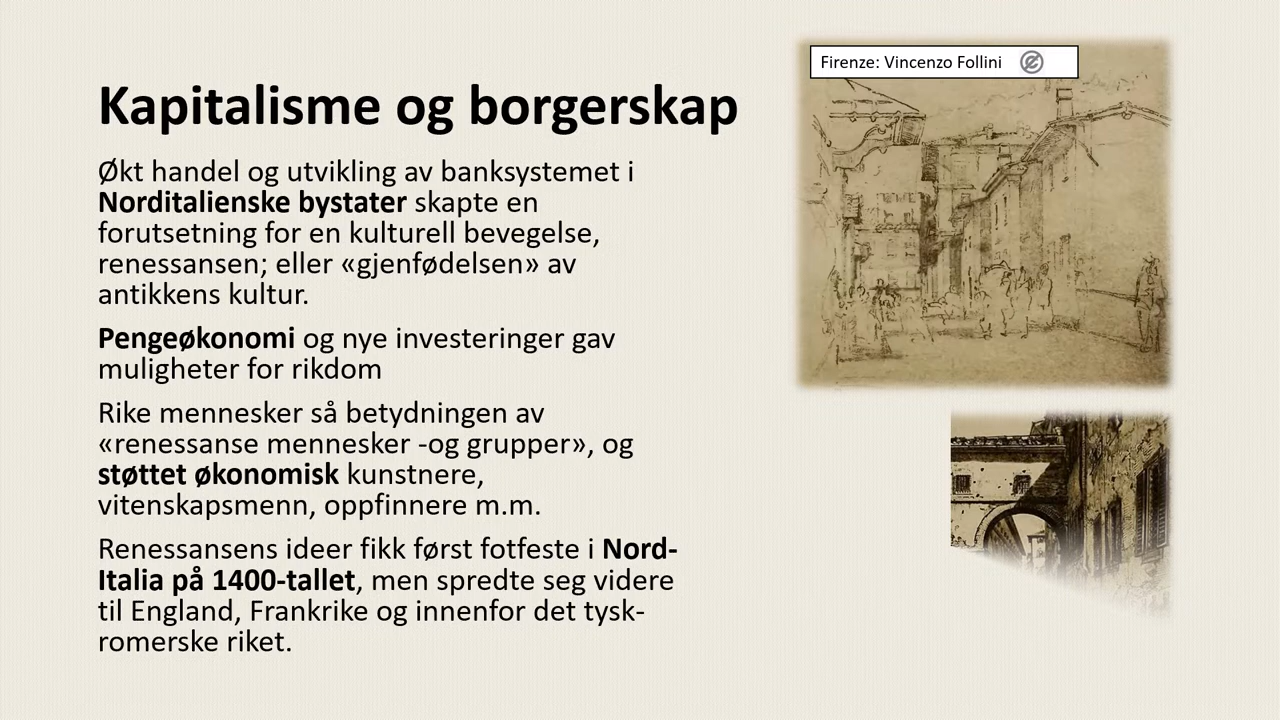 Firenze: Vincenzo Follini
Kapitalisme og borgerskap
Økt handel og utvikling av banksystemet i
Norditalienske bystater skapte en
forutsetning for en kulturell bevegelse,
renessansen; eller «gjenfødelsen» av
antikkens kultur.
Pengeøkonomi og nye investeringer gav
muligheter for rikdom
Rike mennesker så betydningen av
«renessanse mennesker -og grupper», og
støttet økonomisk kunstnere,
vitenskapsmenn, oppfinnere m.m.
Renessansens ideer fikk først fotfeste i Nord-
Italia på 1400-tallet, men spredte seg videre
til England, Frankrike og innenfor det tysk-
romerske riket.